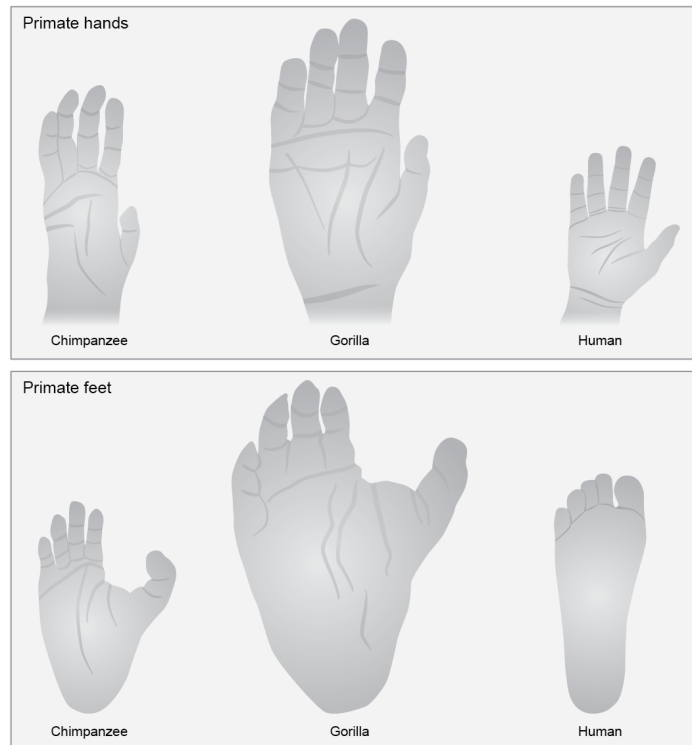 Primate hands
Chimpanzee
Gorilla
Human
Primate feet
Chimpanzee
Gorilla
Human